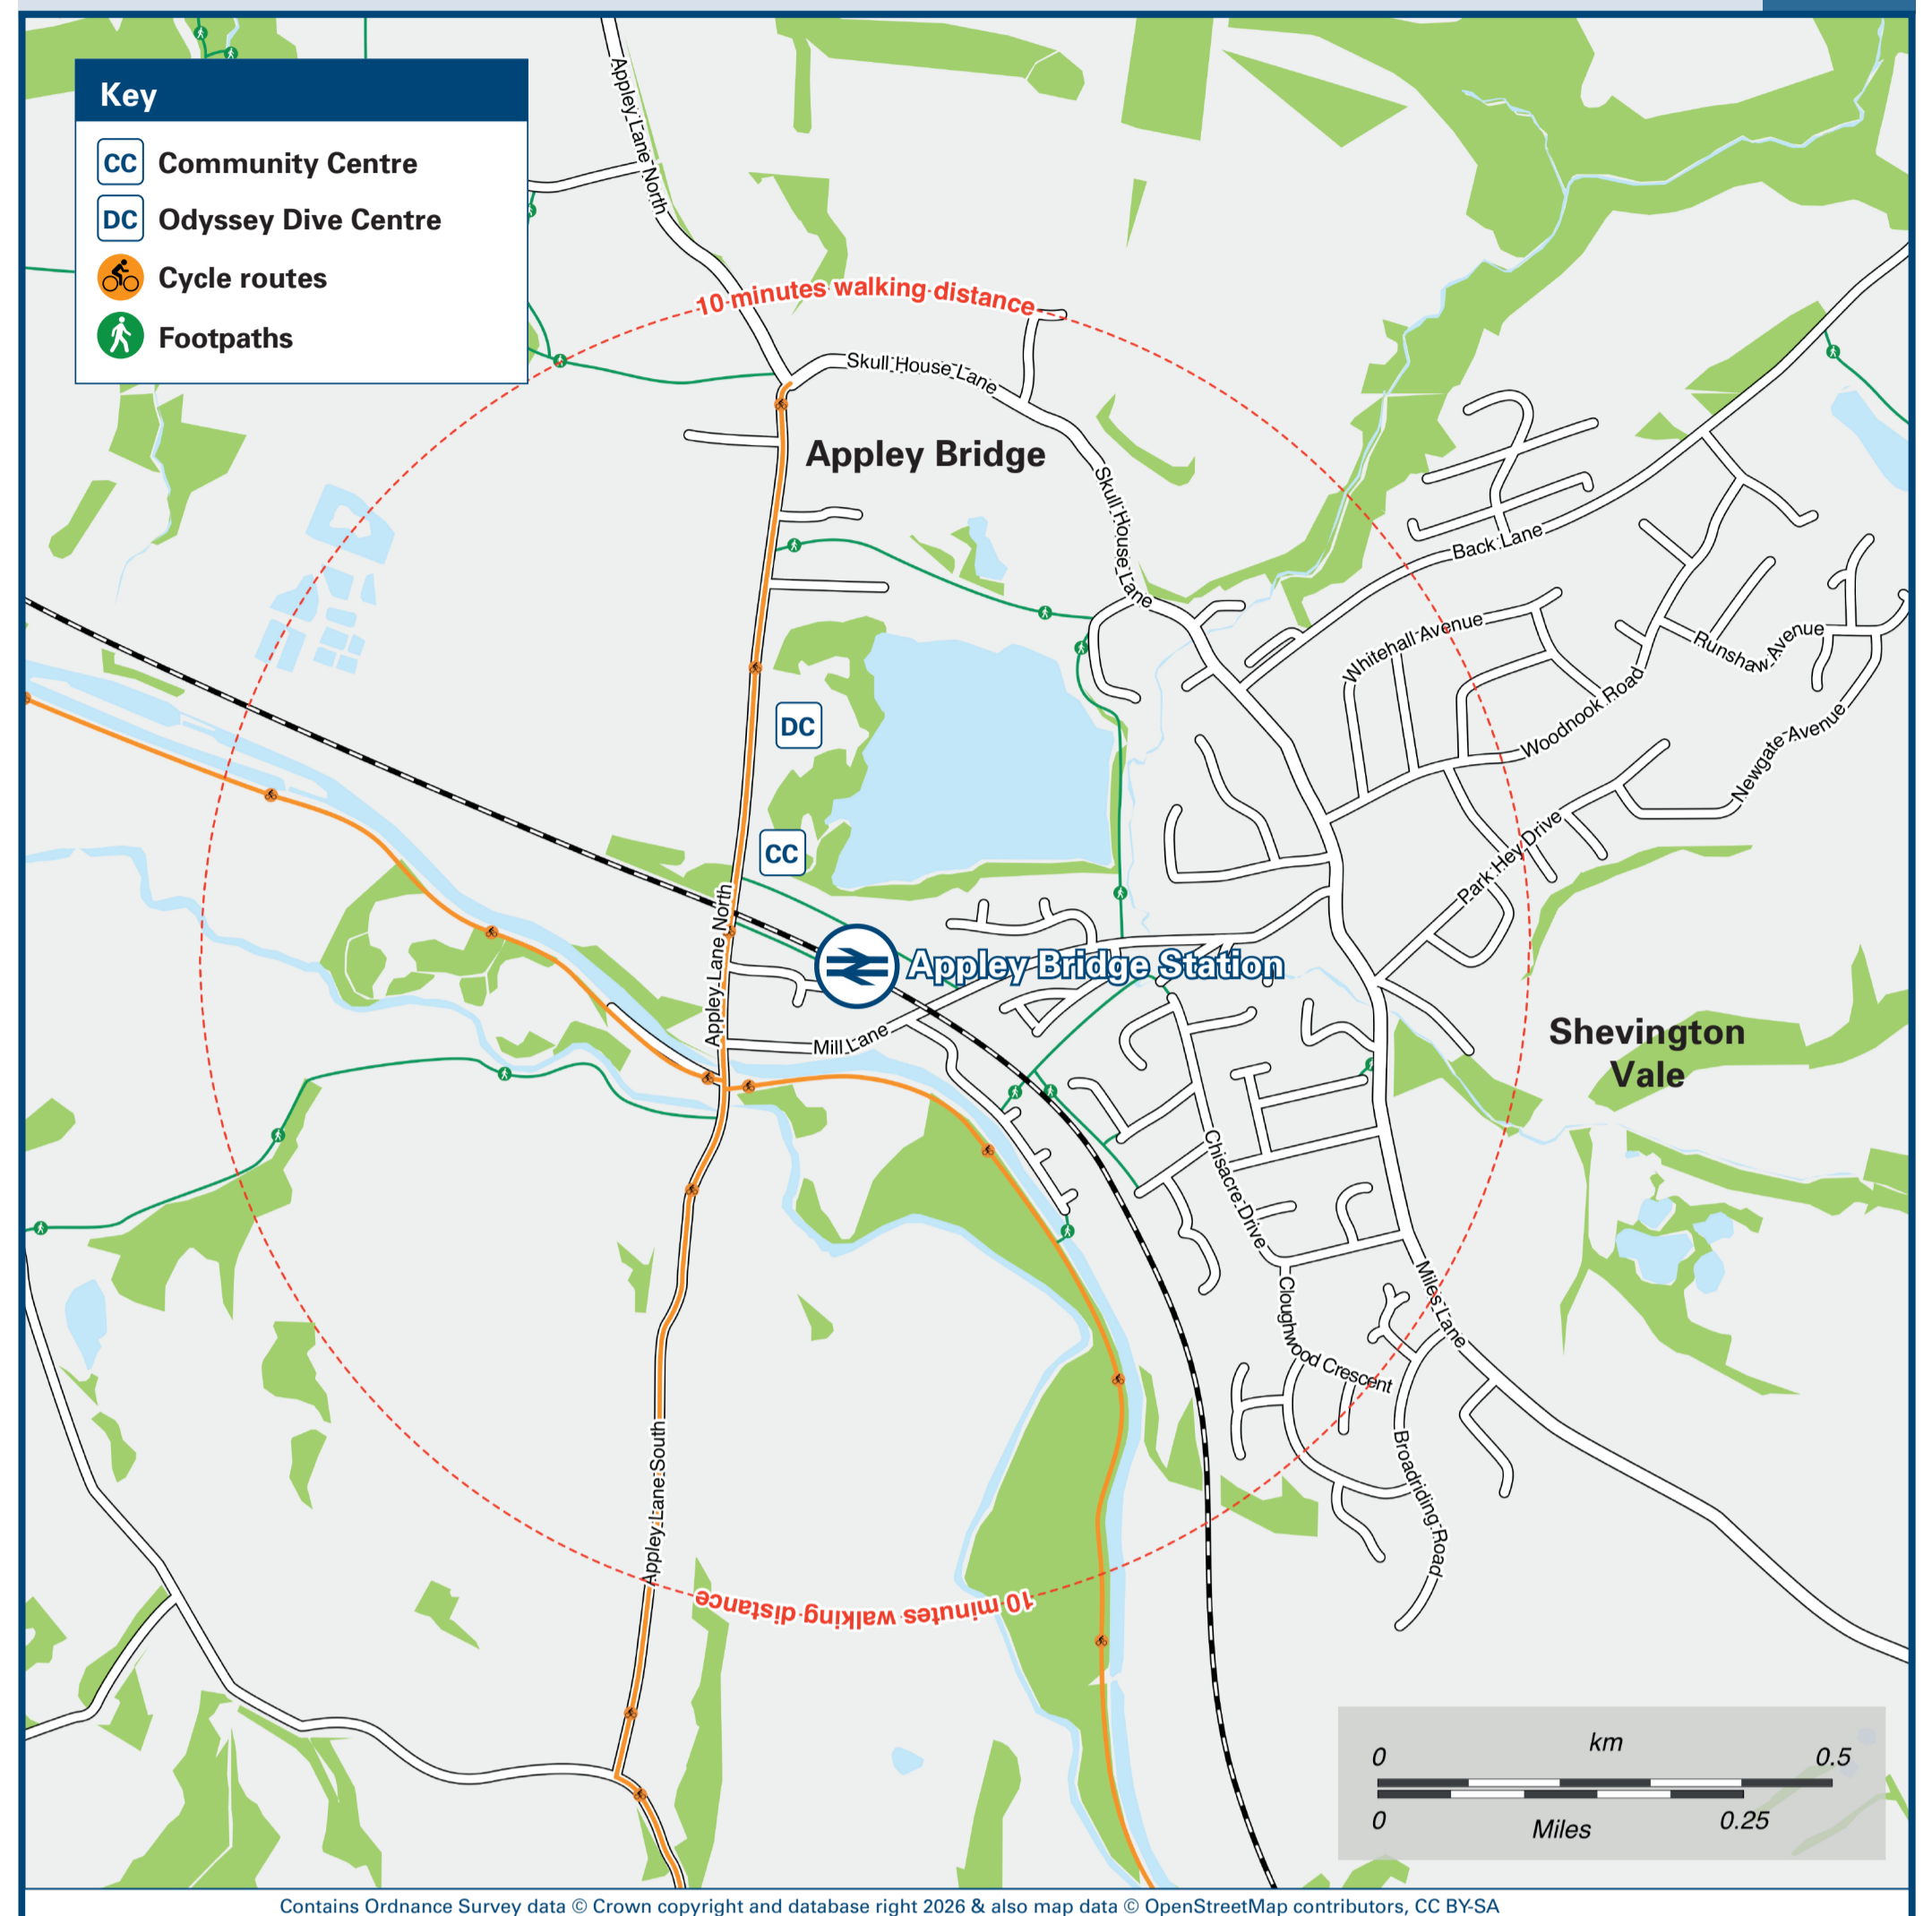 Key
CC Community Centre
DC Odyssey Dive Centre
Cycle routes
Footpaths
Appley Lane North
10 minutes walking distance
Skull House Lane
Appley Bridge
Skull House Lane
Back Lane
Whitehall Avenue
Runshaw Avenue
Woodnook Road
Newgate Avenue
DC
Park Hey Drive
CC
Appley Lane North
Appley Bridge Station
Mill Lane
Shevington
Vale
Chisacre Drive
Miles Lane
Cloughwood Crescent
Broadriding Road
Appley Lane South
10 minutes walking distance
km
0 0.5
0 0.25
Miles
Contains Ordnance Survey data © Crown copyright and database right 2026 & also map data © OpenStreetMap contributors, CC BY-SA